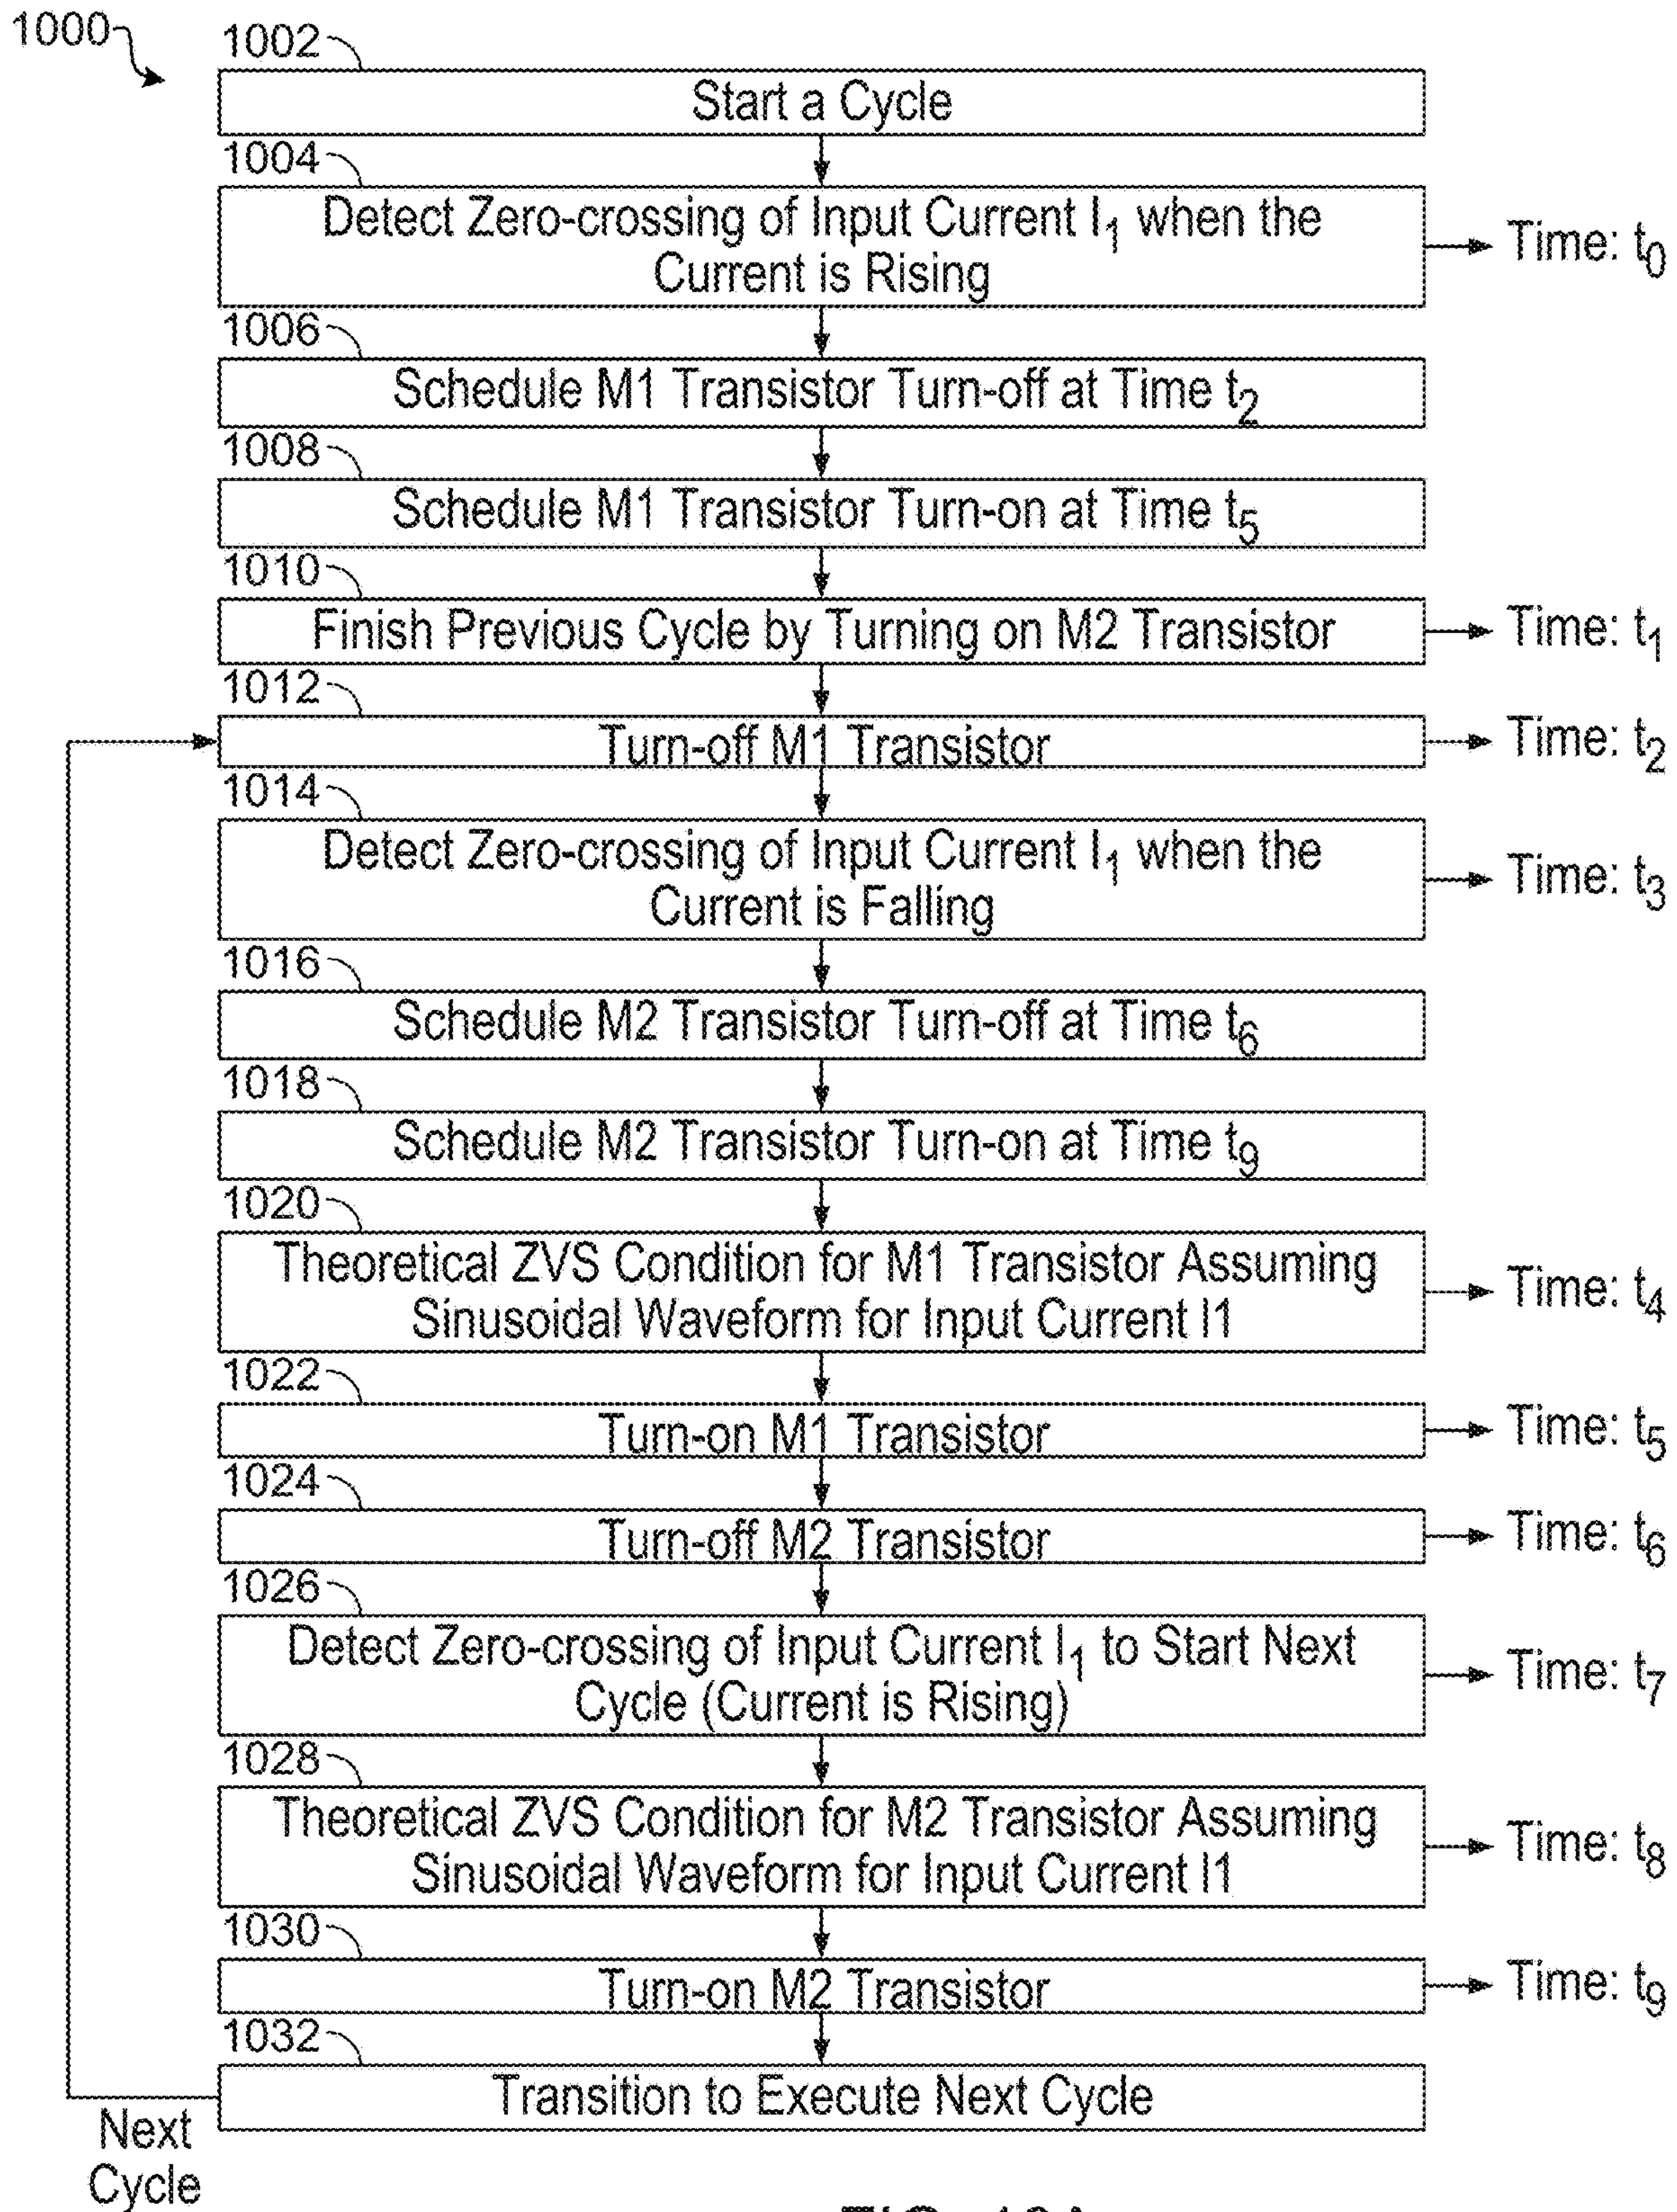 1000
1002
Start a Cycle
1004
Detect Zero-crossing of Input Current I₁ when the
Current is Rising
Time: t₀
1006
Schedule M1 Transistor Turn-off at Time t₂
1008
Schedule M1 Transistor Turn-on at Time t₅
1010
Finish Previous Cycle by Turning on M2 Transistor
Time: t₁
1012
Turn-off M1 Transistor
Time: t₂
1014
Detect Zero-crossing of Input Current I₁ when the
Current is Falling
Time: t₃
1016
Schedule M2 Transistor Turn-off at Time t₆
1018
Schedule M2 Transistor Turn-on at Time t₉
1020
Theoretical ZVS Condition for M1 Transistor Assuming
Sinusoidal Waveform for Input Current I1
Time: t₄
1022
Turn-on M1 Transistor
Time: t₅
1024
Turn-off M2 Transistor
Time: t₆
1026
Detect Zero-crossing of Input Current I₁ to Start Next
Cycle (Current is Rising)
Time: t₇
1028
Theoretical ZVS Condition for M2 Transistor Assuming
Sinusoidal Waveform for Input Current I1
Time: t₈
1030
Turn-on M2 Transistor
Time: t₉
1032
Transition to Execute Next Cycle
Next
Cycle